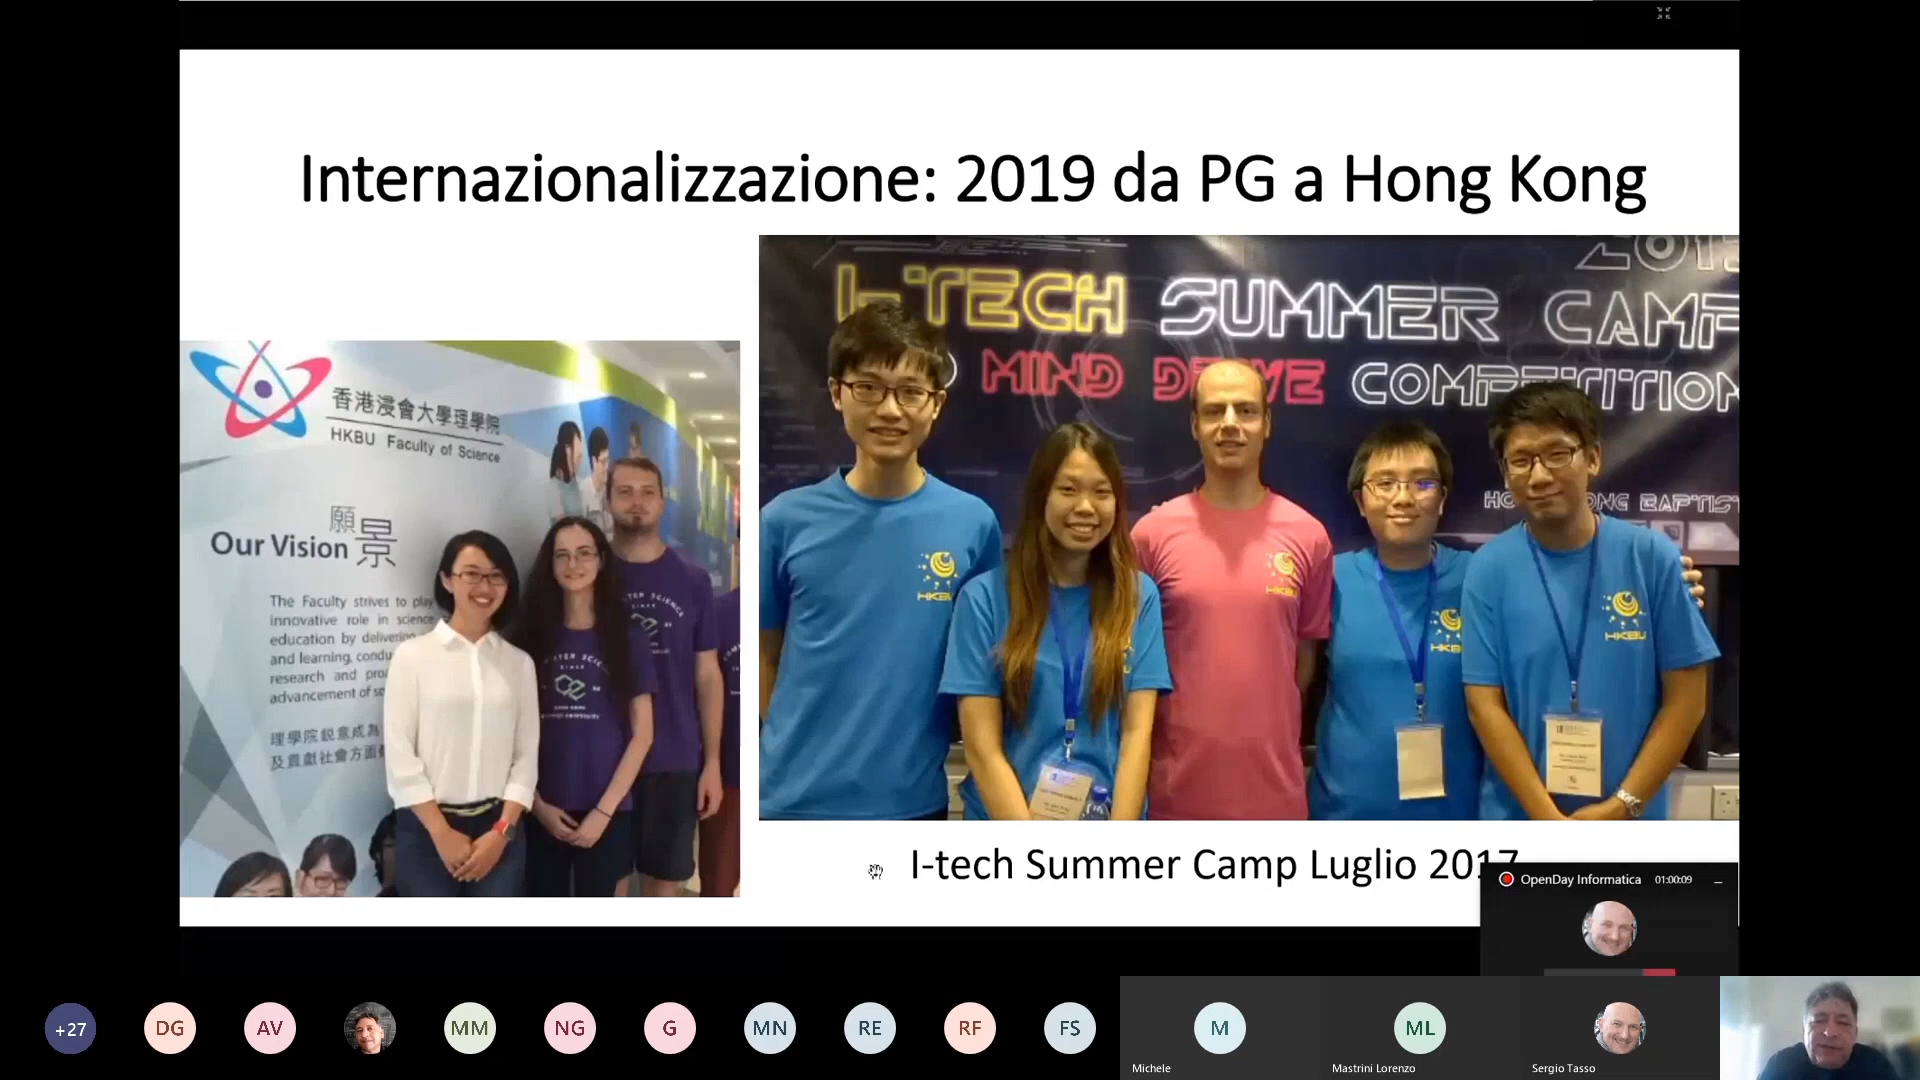 Internazionalizzazione: 2019 da PG a Hong Kong
香港浸會大學理學院
HKBU Faculty of Science
願景
Our Vision
The Faculty strives to play
innovative role in science
education by
and learning,
research and
advancement of
理學院銳意成為
及貢獻社會方面
I-TECH SUMMER CAMP
MIND DRIVE COMPETITION
BAPTIST
HKBU
HKBU
HKBU
I-tech Summer Camp Luglio 2017
OpenDay Informatica 01:00:09
+27
DG
AV
MM
NG
G
MN
RE
RF
FS
M
Michele
ML
Mastrini Lorenzo
Sergio Tasso